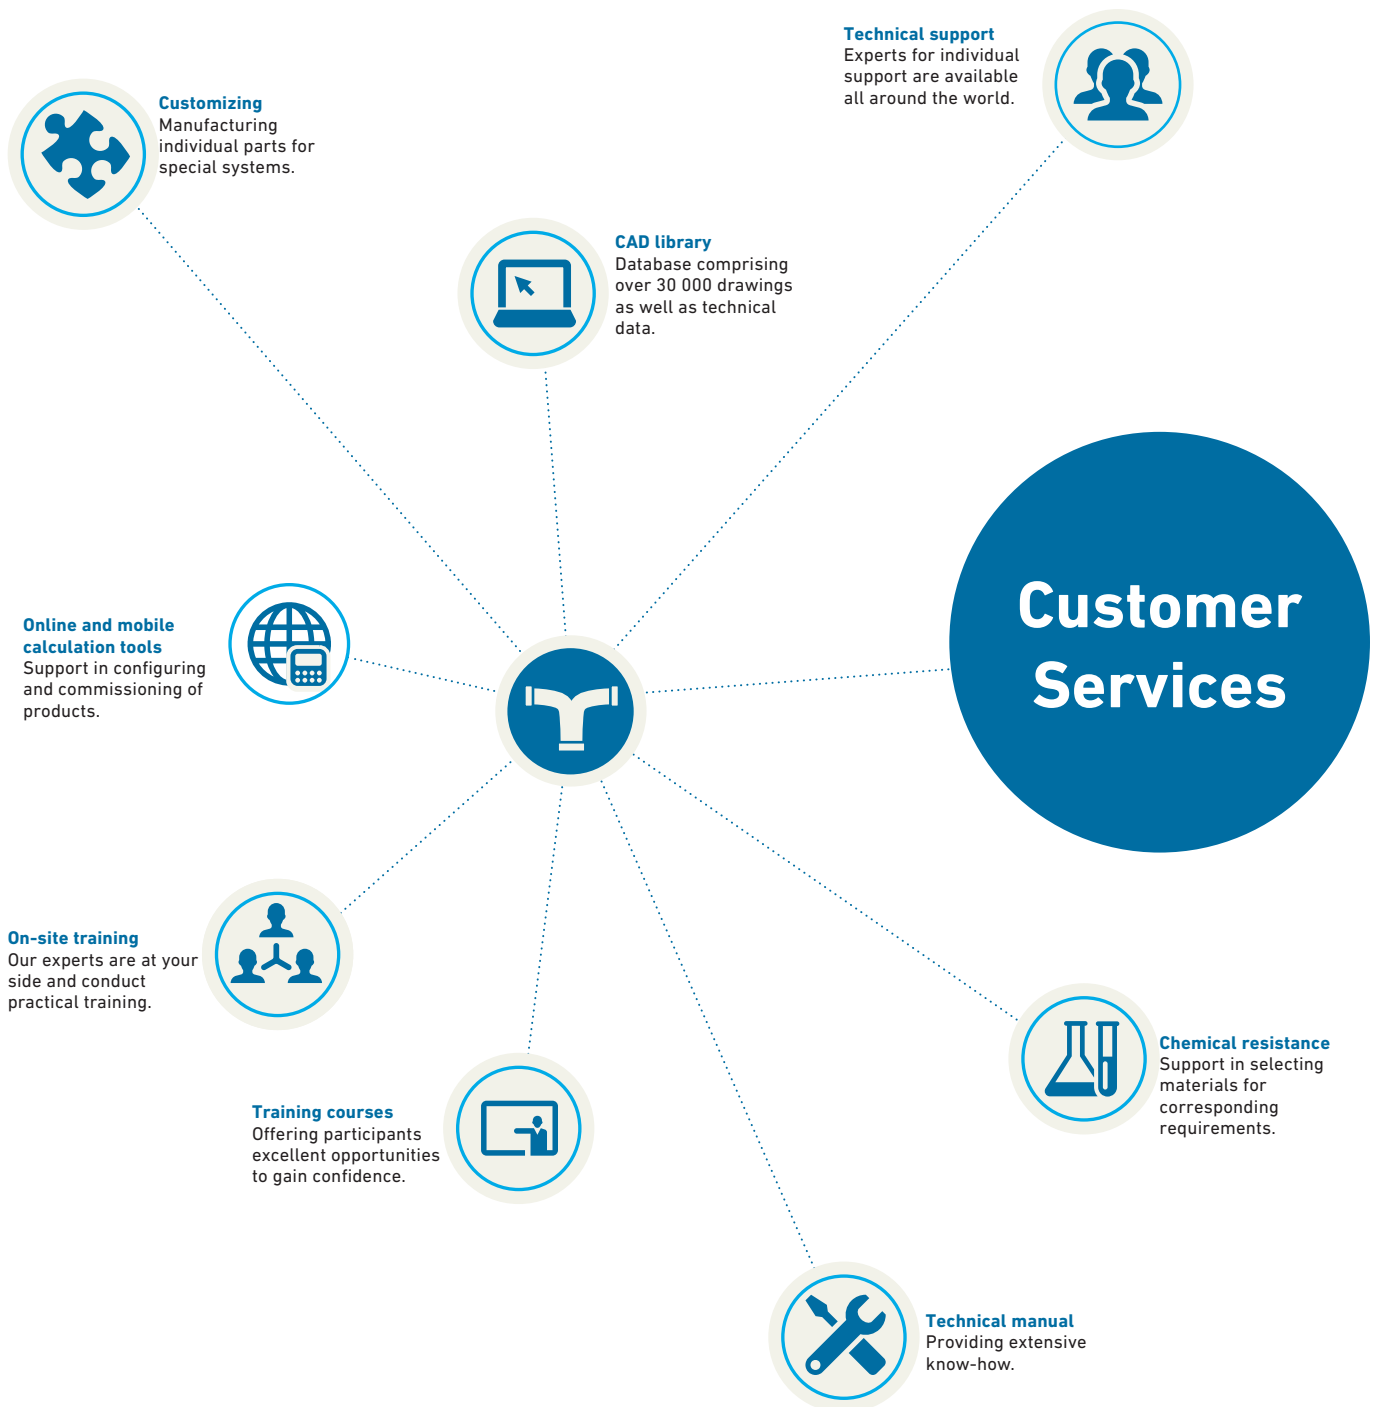 Technical support
Experts for individual
support are available
all around the world.
Customizing
Manufacturing
individual parts for
special systems.
CAD library
Database comprising
over 30 000 drawings
as well as technical
data.
Customer
Services
Online and mobile
calculation tools
Support in configuring
and commissioning of
products.
On-site training
Our experts are at your
side and conduct
practical training.
Chemical resistance
Support in selecting
materials for
corresponding
requirements.
Training courses
Offering participants
excellent opportunities
to gain confidence.
Technical manual
Providing extensive
know-how.